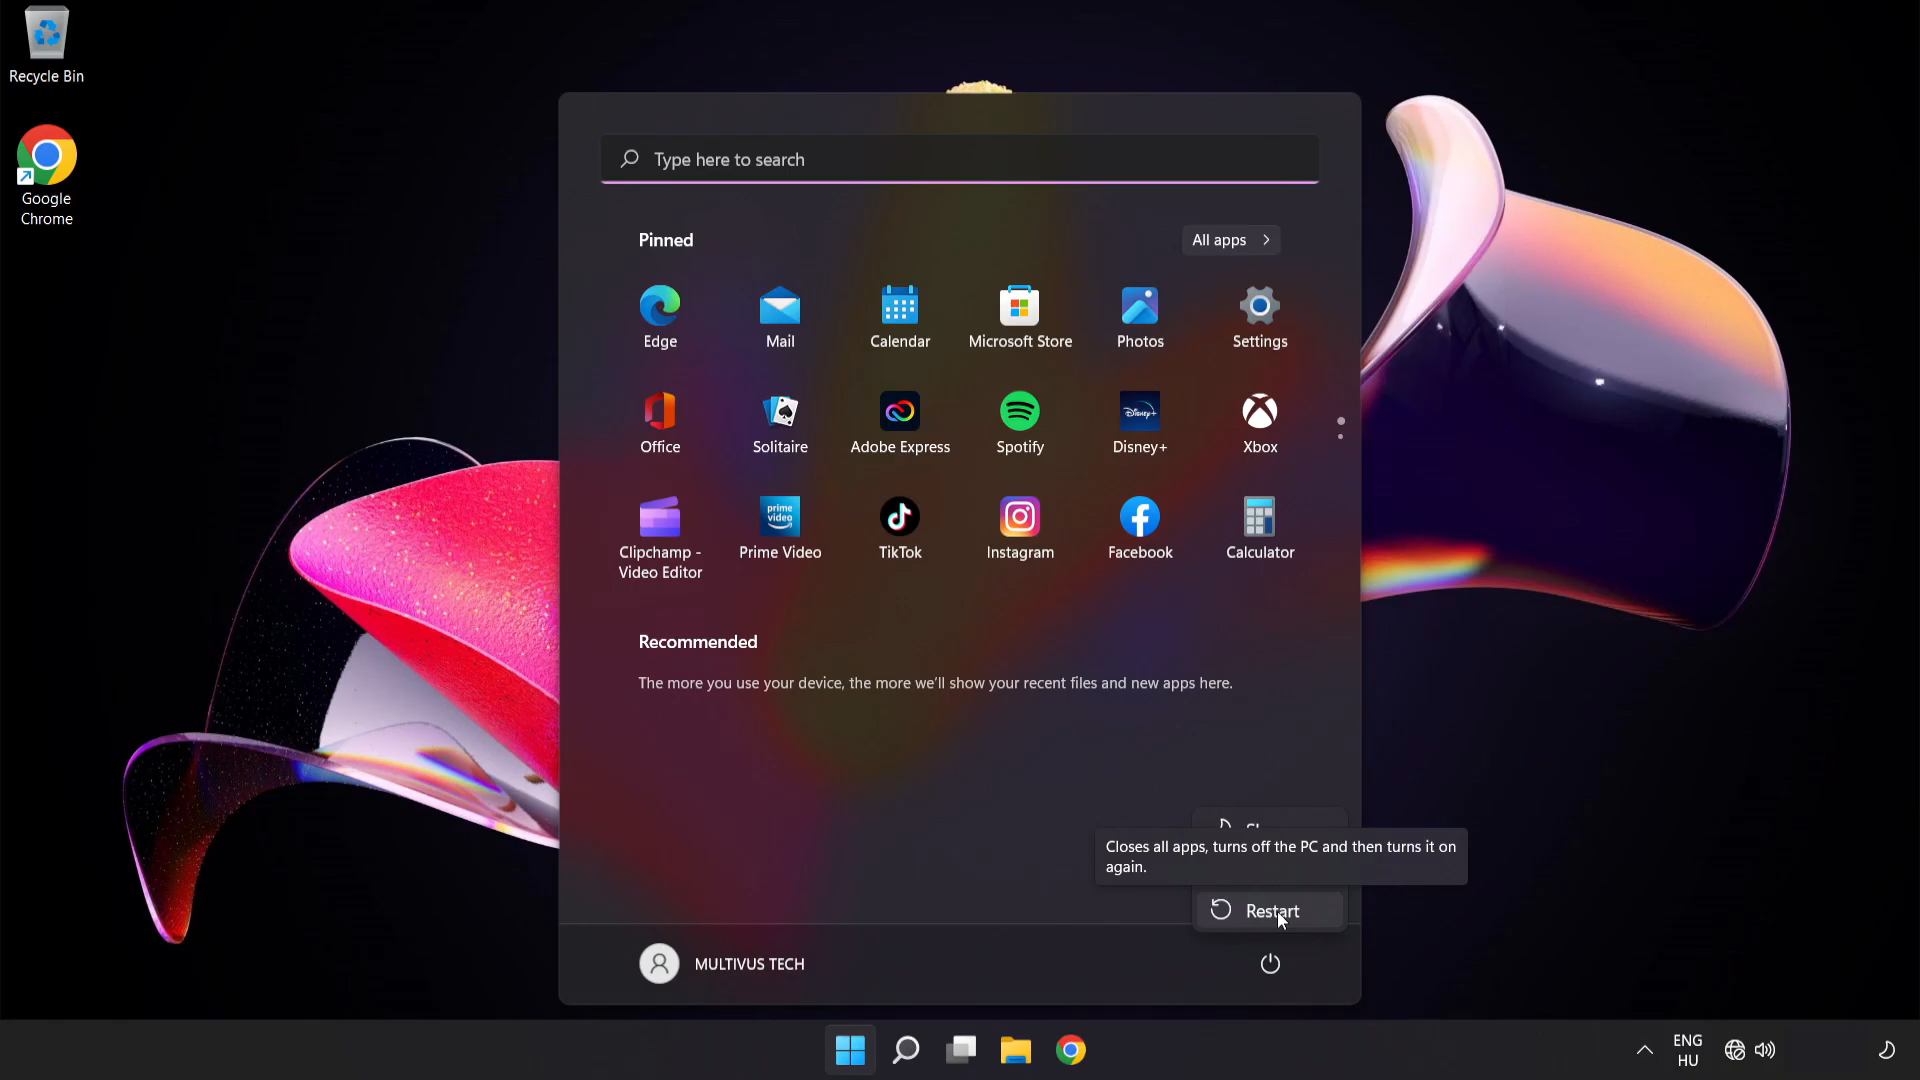 Recycle Bin
Google
Chrome
Type here to search
Pinned
All apps
Edge
Mail
Calendar
Microsoft Store
Photos
Settings
Office
Solitaire
Adobe Express
Spotify
Disney+
Disney+
Xbox
prime
video
Clipchamp -
Video Editor
Prime Video
TikTok
Instagram
Facebook
Calculator
Recommended
The more you use your device, the more we'll show your recent files and new apps here.
Closes all apps, turns off the PC and then turns it on
again.
Restart
MULTIVUS TECH
ENG
HU